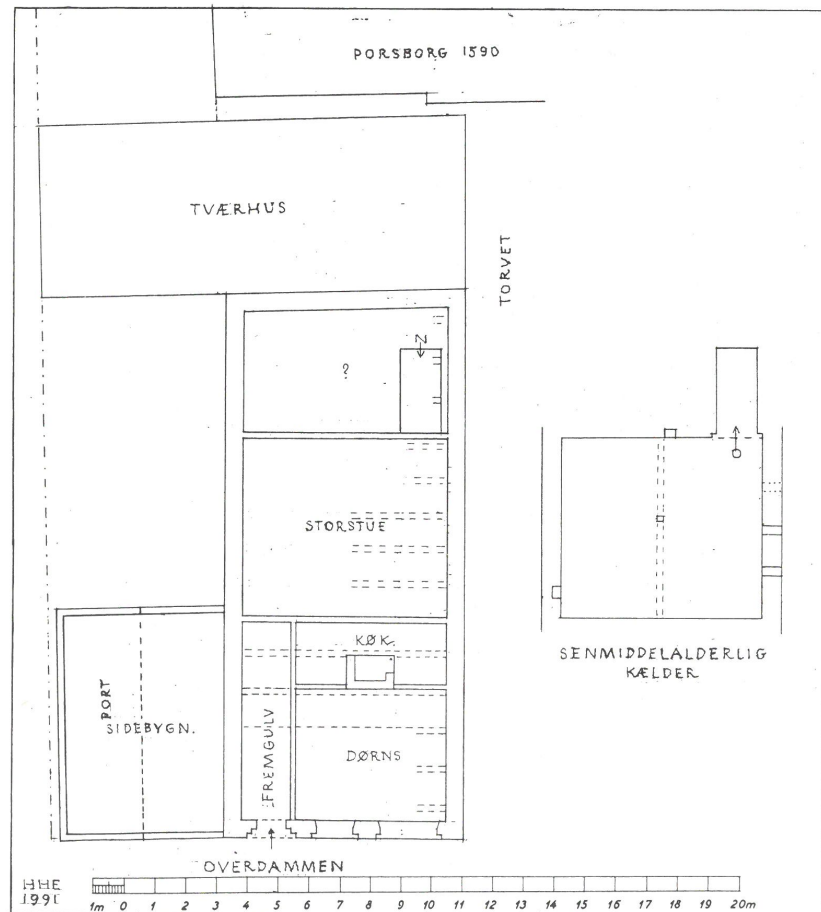 PORSBORG 1590
TVÆRHUS
TORVET
N
?
STORSTUE
O
SENMIDDELALDERLIG
KÆLDER
KØK.
PORT
SIDEBYGN.
FREMGULV
DØRNS
OVERDAMMEN
HHE
1991
1m 0 1 2 3 4 5 6 7 8 9 10 11 12 13 14 15 16 17 18 19 20m